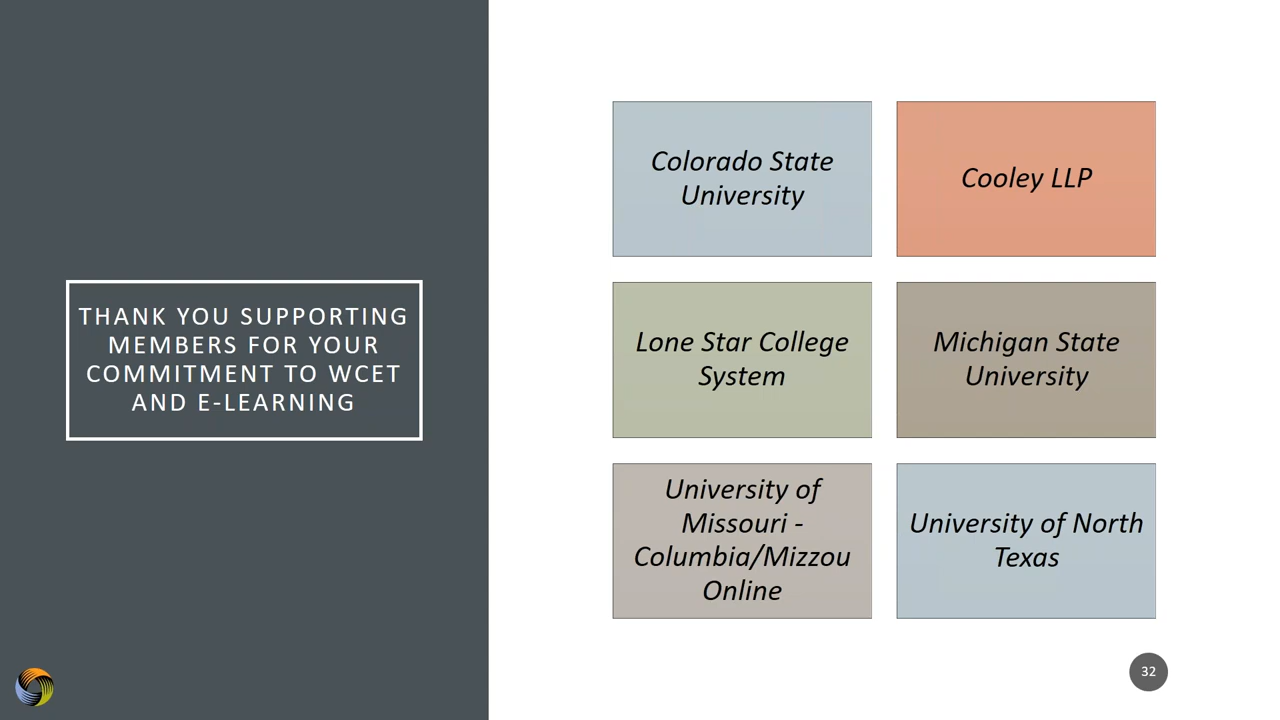 THANK YOU SUPPORTING
MEMBERS FOR YOUR
COMMITMENT TO WCET
AND E-LEARNING
Colorado State
University
Cooley LLP
Lone Star College
System
Michigan State
University
University of
Missouri -
Columbia/Mizzou
Online
University of North
Texas
32